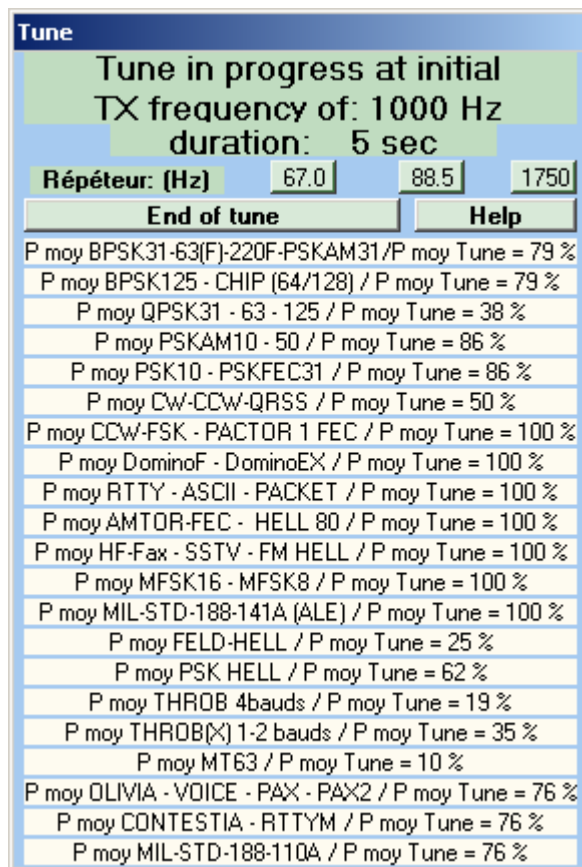 Tune
Tune in progress at initial
TX frequency of: 1000 Hz
duration: 5 sec
Répéteur: (Hz) 67.0 88.5 1750
End of tune Help
P moy BPSK31-63(F)-220F-PSKAM31/P moy Tune = 79 %
P moy BPSK125 - CHIP (64/128) / P moy Tune = 79 %
P moy QPSK31 - 63 - 125 / P moy Tune = 38 %
P moy PSKAM10 - 50 / P moy Tune = 86 %
P moy PSK10 - PSKFEC31 / P moy Tune = 86 %
P moy CW-CCW-QRSS / P moy Tune = 50 %
P moy CCW-FSK - PACTOR 1 FEC / P moy Tune = 100 %
P moy DominoF - DominoEX / P moy Tune = 100 %
P moy RTTY - ASCII - PACKET / P moy Tune = 100 %
P moy AMTOR-FEC - HELL 80 / P moy Tune = 100 %
P moy HF-Fax - SSTV - FM HELL / P moy Tune = 100 %
P moy MFSK16 - MFSK8 / P moy Tune = 100 %
P moy MIL-STD-188-141A (ALE) / P moy Tune = 100 %
P moy FELD-HELL / P moy Tune = 25 %
P moy PSK HELL / P moy Tune = 62 %
P moy THROB 4bauds / P moy Tune = 19 %
P moy THROB(X) 1-2 bauds / P moy Tune = 35 %
P moy MT63 / P moy Tune = 10 %
P moy OLIVIA - VOICE - PAX - PAX2 / P moy Tune = 76 %
P moy CONTESTIA - RTTYM / P moy Tune = 76 %
P moy MIL-STD-188-110A / P moy Tune = 76 %